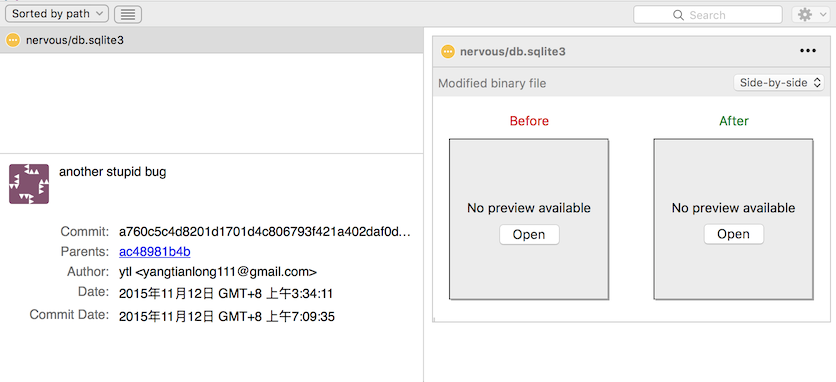 Sorted by path
Search
nervous/db.sqlite3
nervous/db.sqlite3
Modified binary file
Side-by-side
Before
After
No preview available
No preview available
Open
Open
another stupid bug
Commit: a760c5c4d8201d1701d4c806793f421a402daf0d...
Parents: ac48981b4b
Author: ytl <yangtianlong111@gmail.com>
Date: 2015年11月12日 GMT+8 上午3:34:11
Commit Date: 2015年11月12日 GMT+8 上午7:09:35